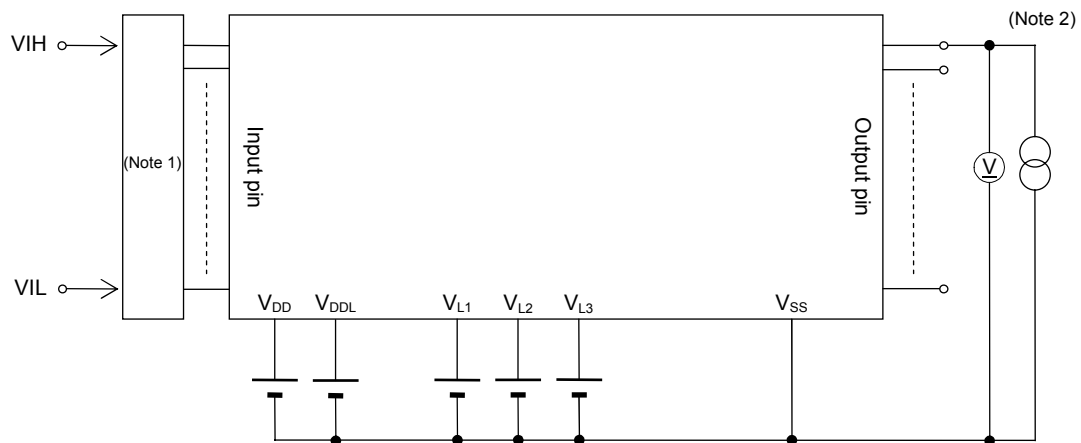 (Note 2)
VIH
(Note 1)
Input pin
Output pin
V
VIL
VDD
VDDL
VL1
VL2
VL3
VSS